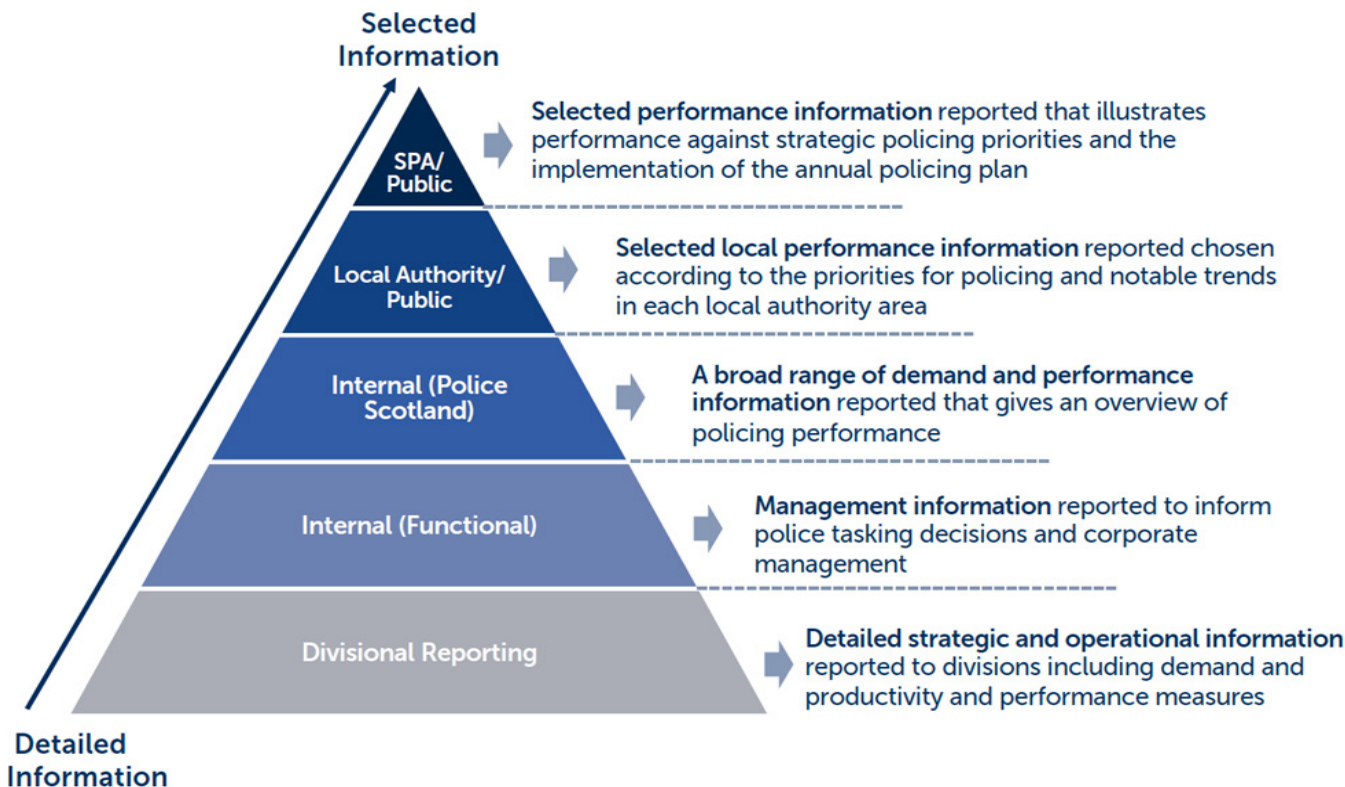 Selected
Information
SPA/
Public
Selected performance information reported that illustrates
performance against strategic policing priorities and the
implementation of the annual policing plan
Local Authority/
Public
Selected local performance information reported chosen
according to the priorities for policing and notable trends
in each local authority area
Internal (Police
Scotland)
A broad range of demand and performance
information reported that gives an overview of
policing performance
Internal (Functional)
Management information reported to inform
police tasking decisions and corporate
management
Divisional Reporting
Detailed strategic and operational information
reported to divisions including demand and
productivity and performance measures
Detailed
Information